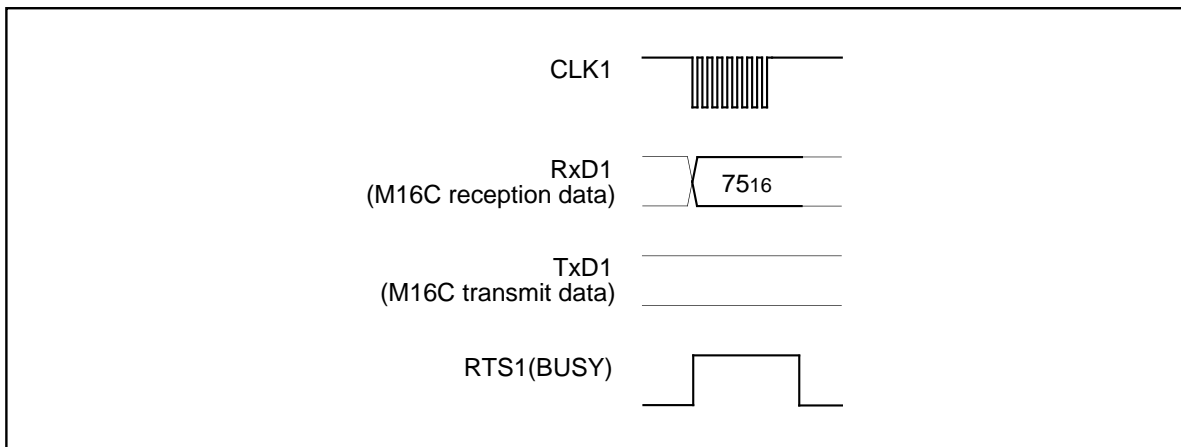 CLK1
RxD1
(M16C reception data)
7516
TxD1
(M16C transmit data)
RTS1(BUSY)